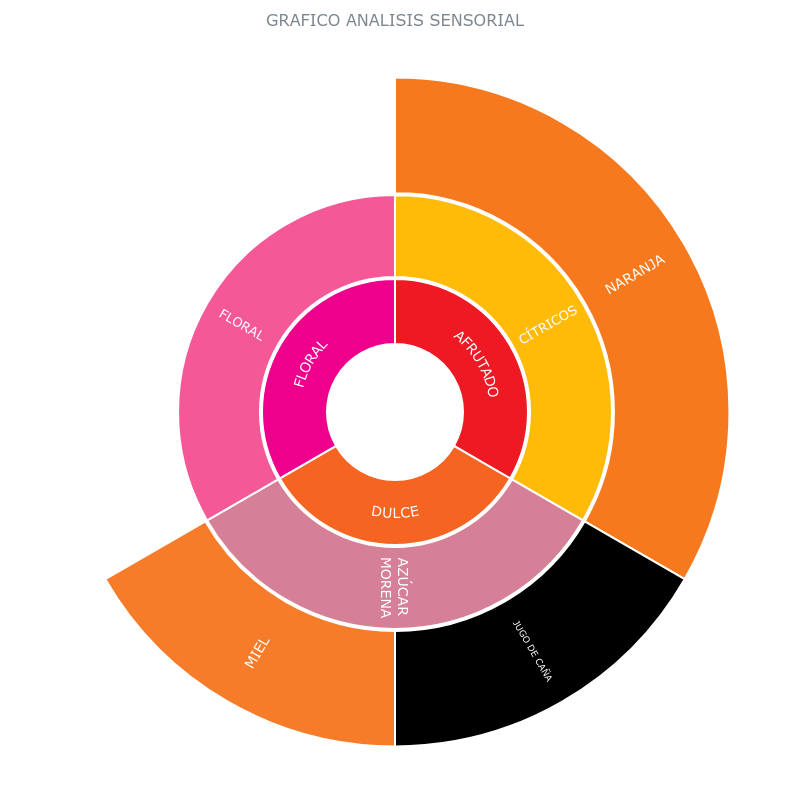 GRAFICO ANALISIS SENSORIAL
NARANJA
CÍTRICOS
AFRUTADO
FLORAL
FLORAL
DULCE
AZÚCAR
MORENA
MIEL
JUGO DE CAÑA